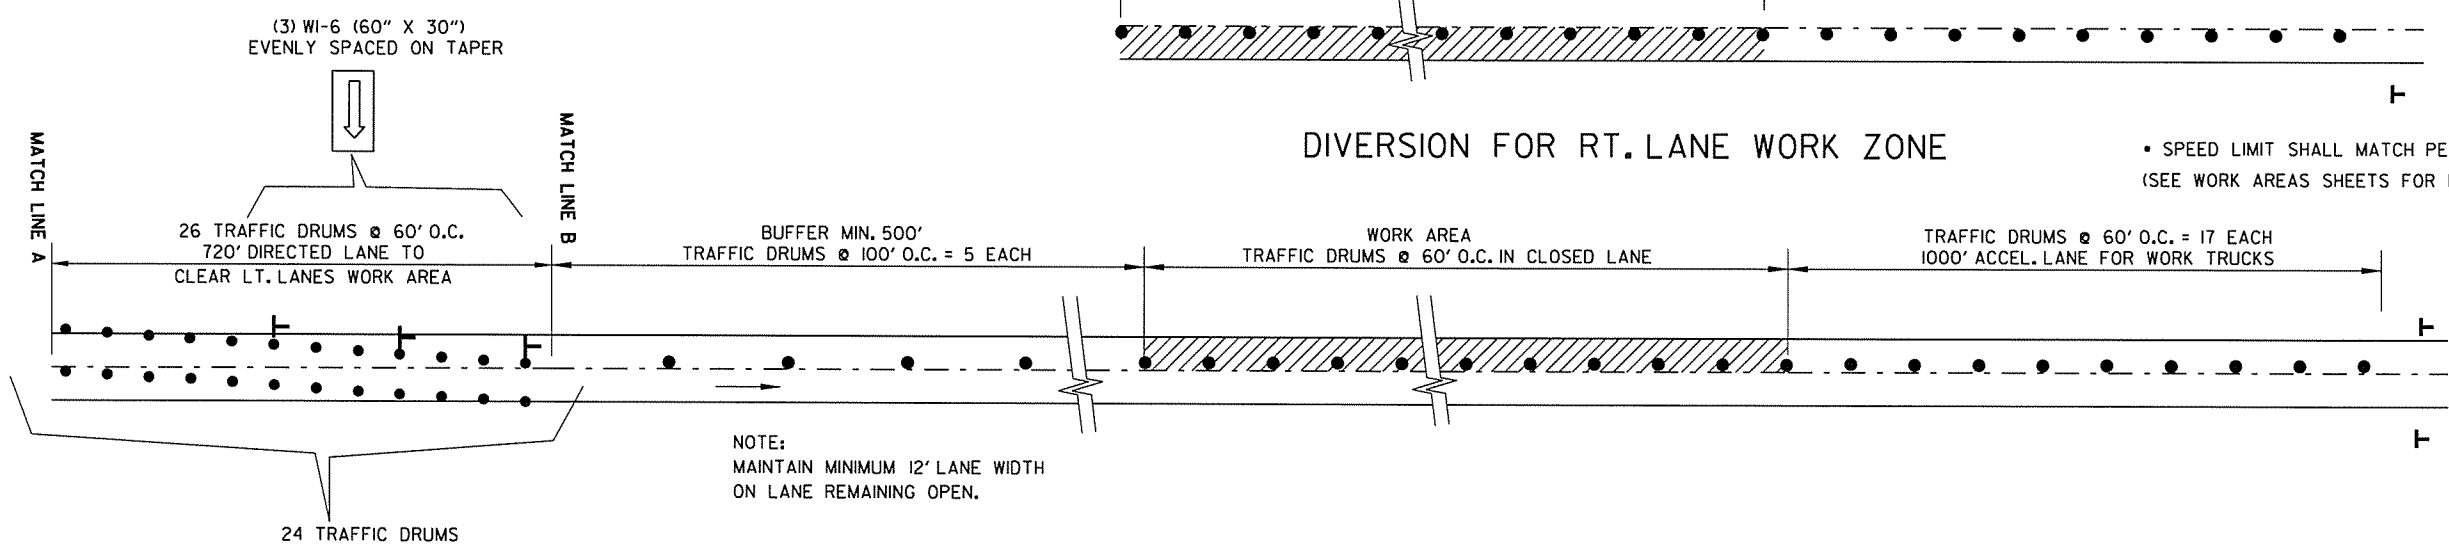 (3) W1-6 (60" X 30")
EVENLY SPACED ON TAPER
DIVERSION FOR RT. LANE WORK ZONE
• SPEED LIMIT SHALL MATCH PE
(SEE WORK AREAS SHEETS FOR
MATCH LINE A
MATCH LINE B
26 TRAFFIC DRUMS @ 60' O.C.
720' DIRECTED LANE TO
CLEAR LT. LANES WORK AREA
BUFFER MIN. 500'
TRAFFIC DRUMS @ 100' O.C. = 5 EACH
WORK AREA
TRAFFIC DRUMS @ 60' O.C. IN CLOSED LANE
TRAFFIC DRUMS @ 60' O.C. = 17 EACH
1000' ACCEL. LANE FOR WORK TRUCKS
NOTE:
MAINTAIN MINIMUM 12' LANE WIDTH
ON LANE REMAINING OPEN.
24 TRAFFIC DRUMS